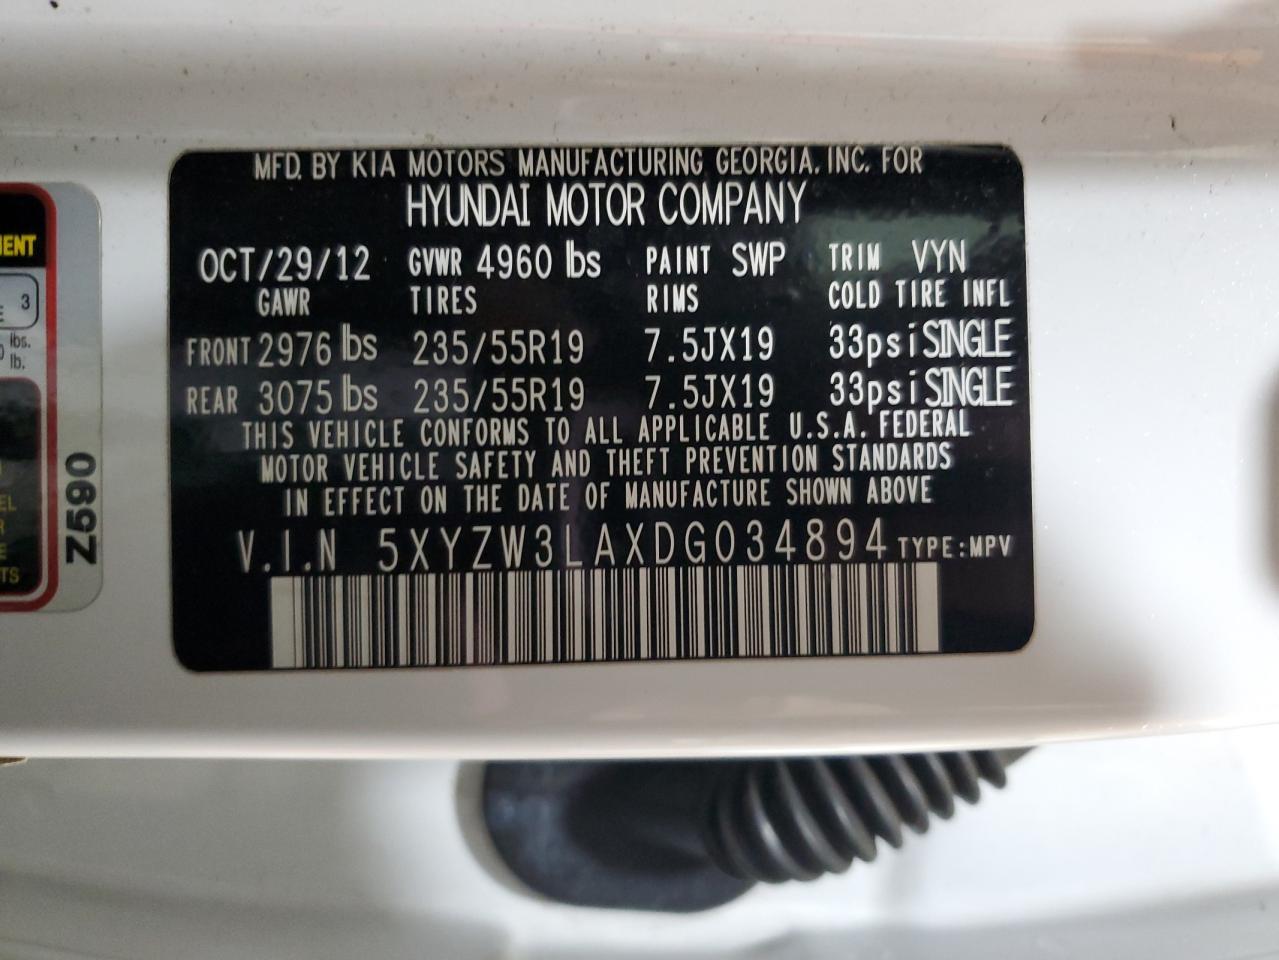 MFD. BY KIA MOTORS MANUFACTURING GEORGIA, INC. FOR
HYUNDAI MOTOR COMPANY
OCT/29/12 GVWR 4960 lbs PAINT SWP TRIM VYN
GAWR TIRES RIMS COLD TIRE INFL
FRONT 2976 lbs 235/55R19 7.5JX19 33psi SINGLE
REAR 3075 lbs 235/55R19 7.5JX19 33psi SINGLE
THIS VEHICLE CONFORMS TO ALL APPLICABLE U.S.A. FEDERAL
MOTOR VEHICLE SAFETY AND THEFT PREVENTION STANDARDS
IN EFFECT ON THE DATE OF MANUFACTURE SHOWN ABOVE
V.I.N 5XYZW3LAXDG034894 TYPE:MPV
3
lbs.
lb.
Z590